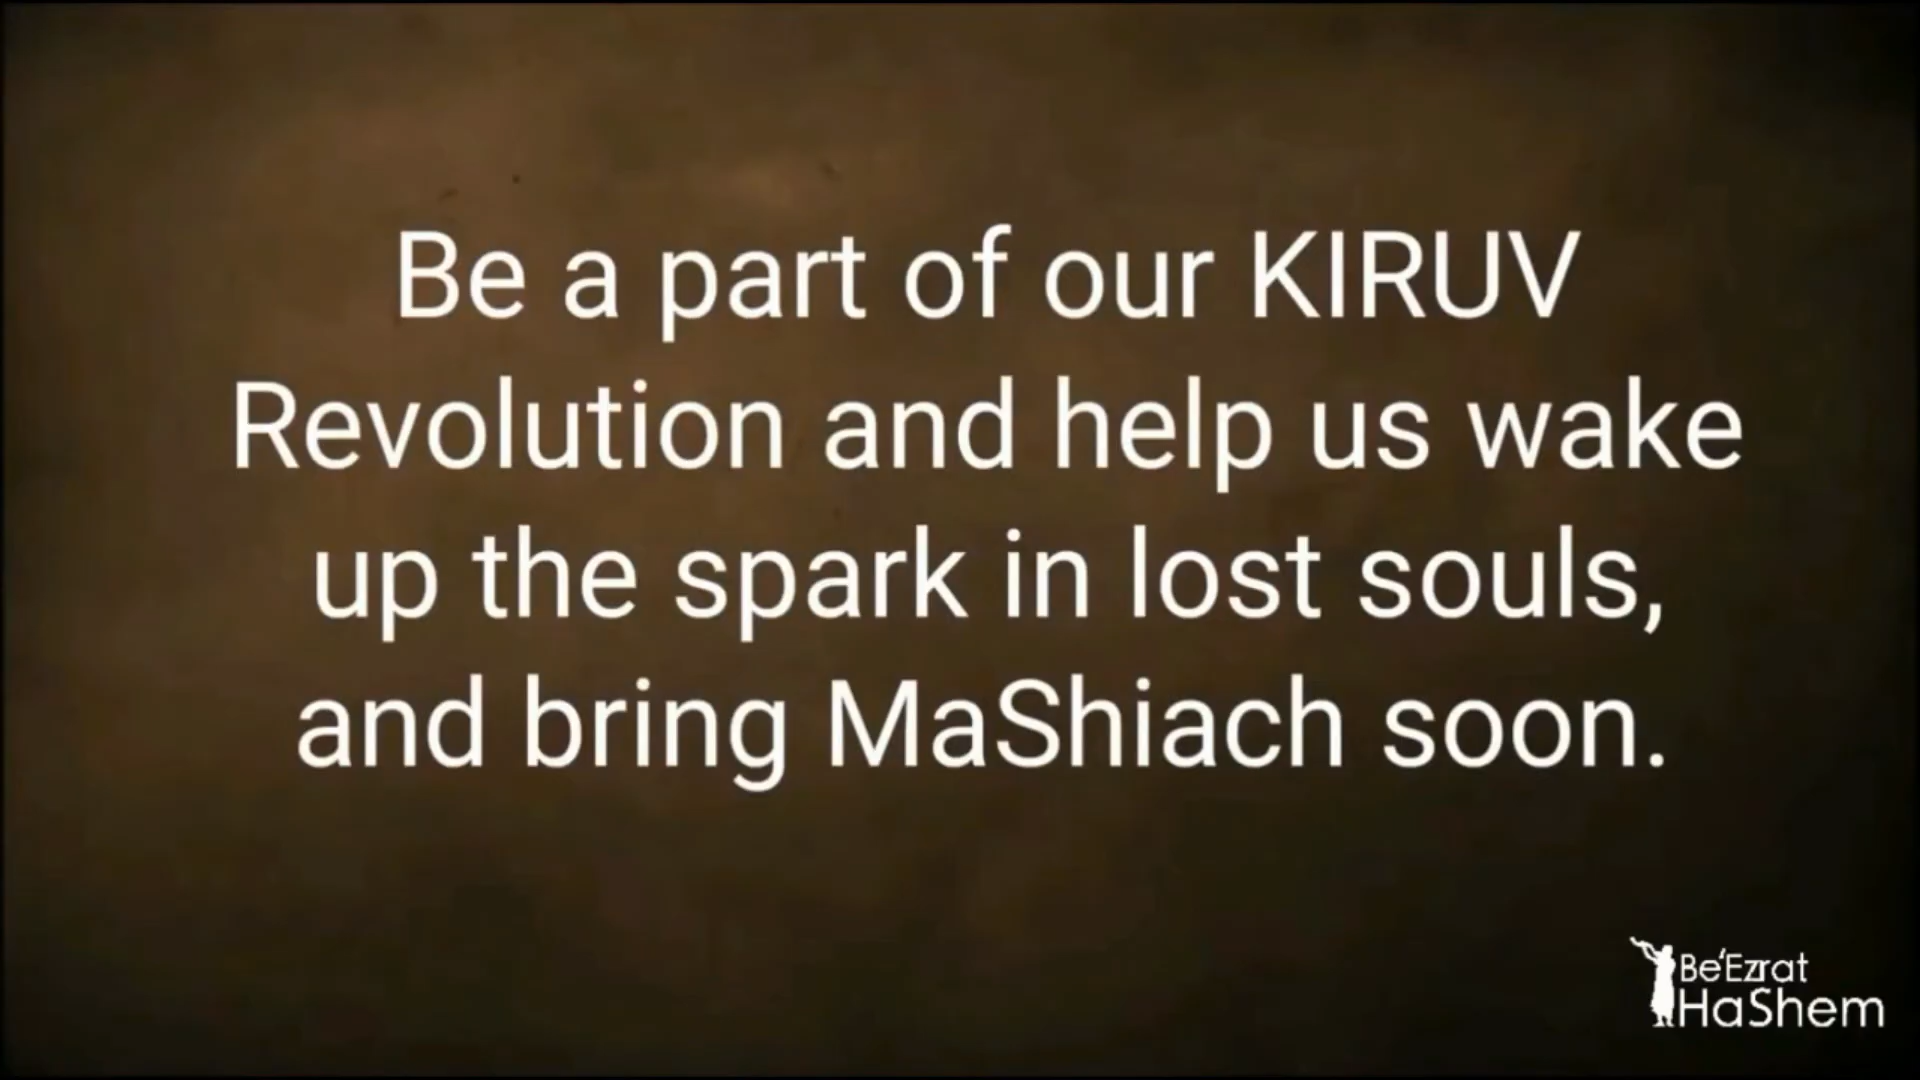 Be a part of our KIRUV
Revolution and help us wake
up the spark in lost souls,
and bring MaShiach soon.
Be'Ezrat
HaShem